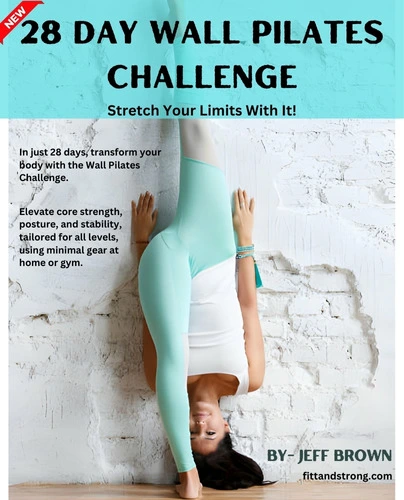 NEW
28 DAY WALL PILATES
CHALLENGE
Stretch Your Limits With It!
In just 28 days, transform your
body with the Wall Pilates
Challenge.
Elevate core strength,
posture, and stability,
tailored for all levels,
using minimal gear at
home or gym.
BY- JEFF BROWN
fittandstrong.com